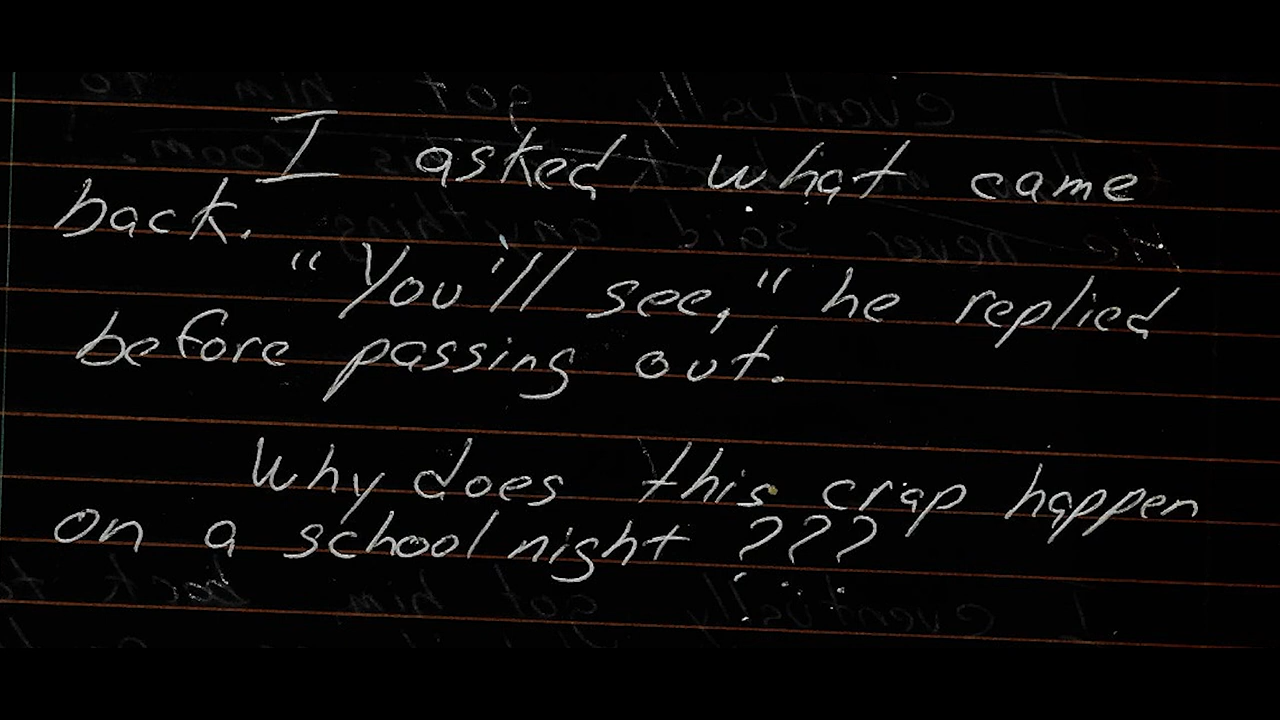 I asked what came
back.
"You'll see," he replied
before passing out.
Why does this crap happen
on a school night ???